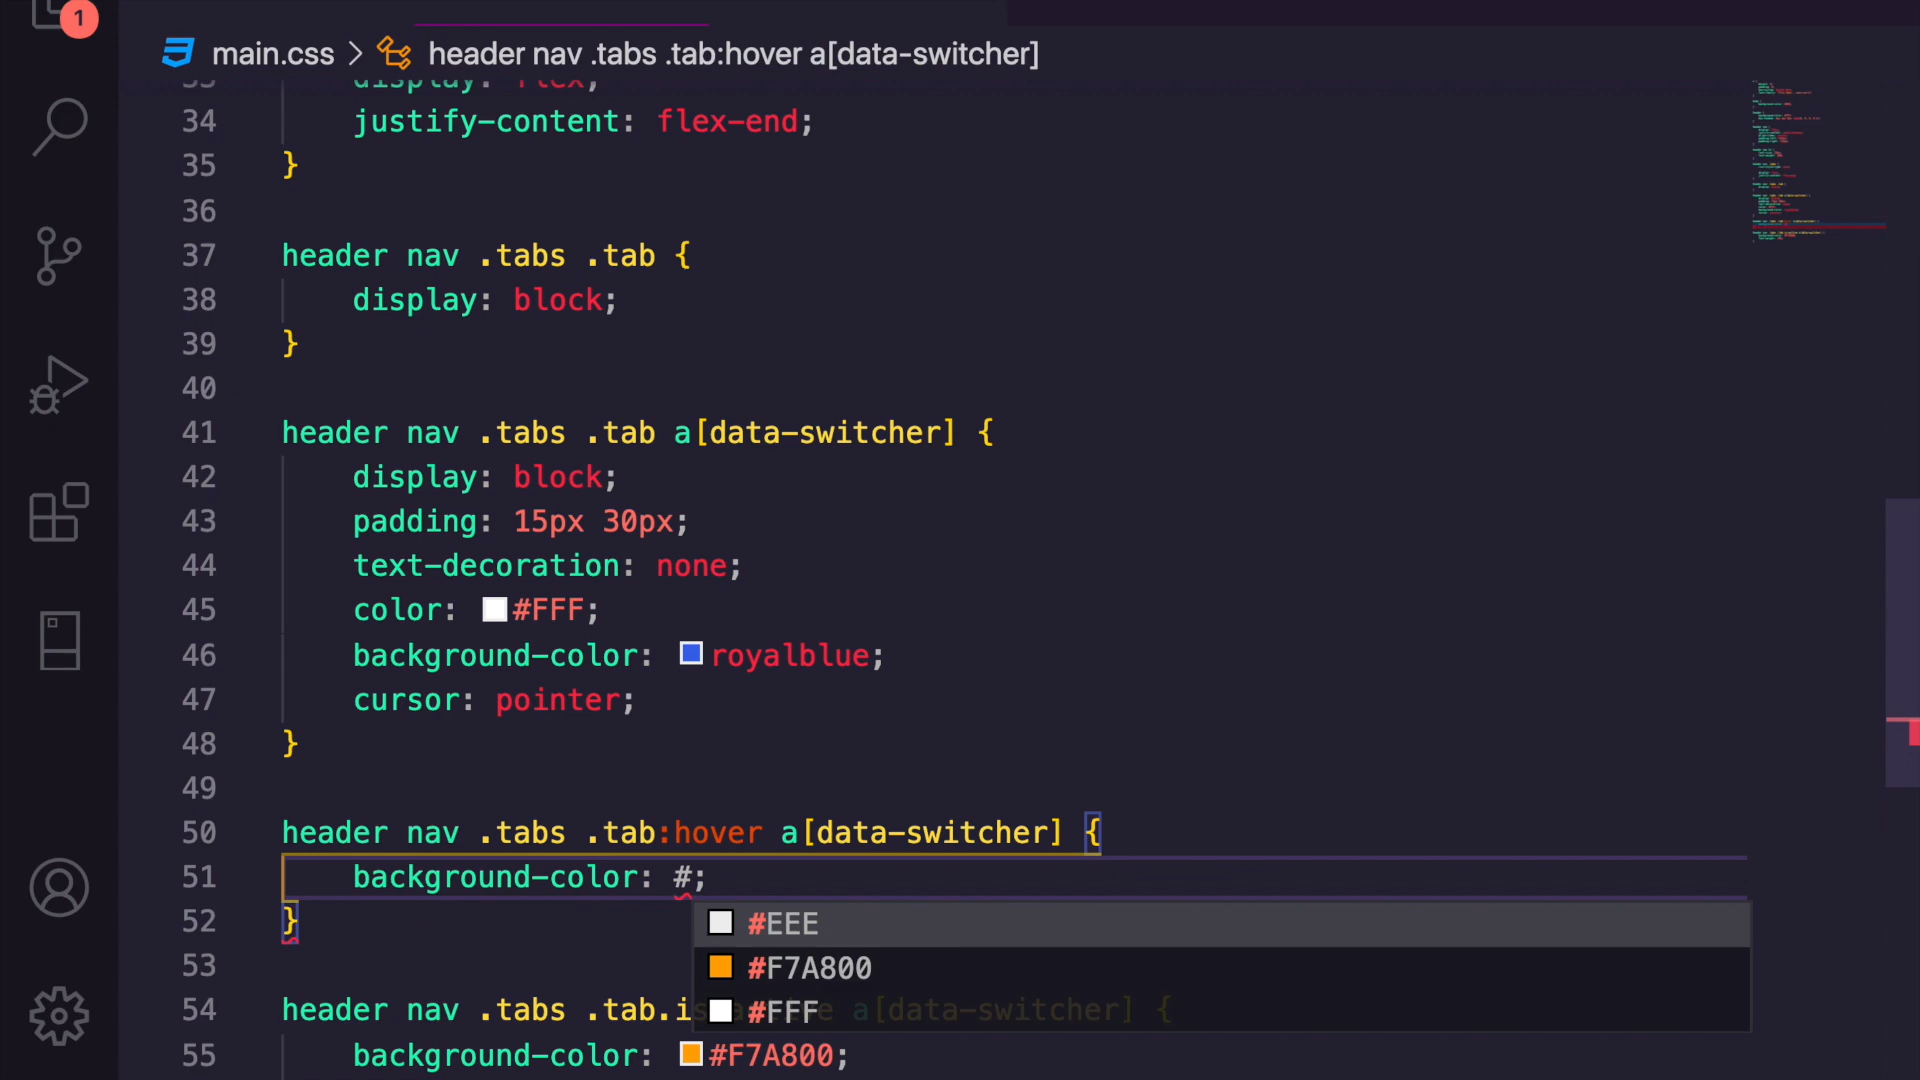 1
main.css > header nav .tabs .tab:hover a[data-switcher]
33 display: flex;
34 justify-content: flex-end;
35 }
36
37 header nav .tabs .tab {
38 display: block;
39 }
40
41 header nav .tabs .tab a[data-switcher] {
42 display: block;
43 padding: 15px 30px;
44 text-decoration: none;
45 color: #FFF;
46 background-color: royalblue;
47 cursor: pointer;
48 }
49
50 header nav .tabs .tab:hover a[data-switcher] {
51 background-color: #;
52 }
#EEE
53
#F7A800
54 header nav .tabs .tab.is a[data-switcher] {
#FFF
55 background-color: #F7A800;